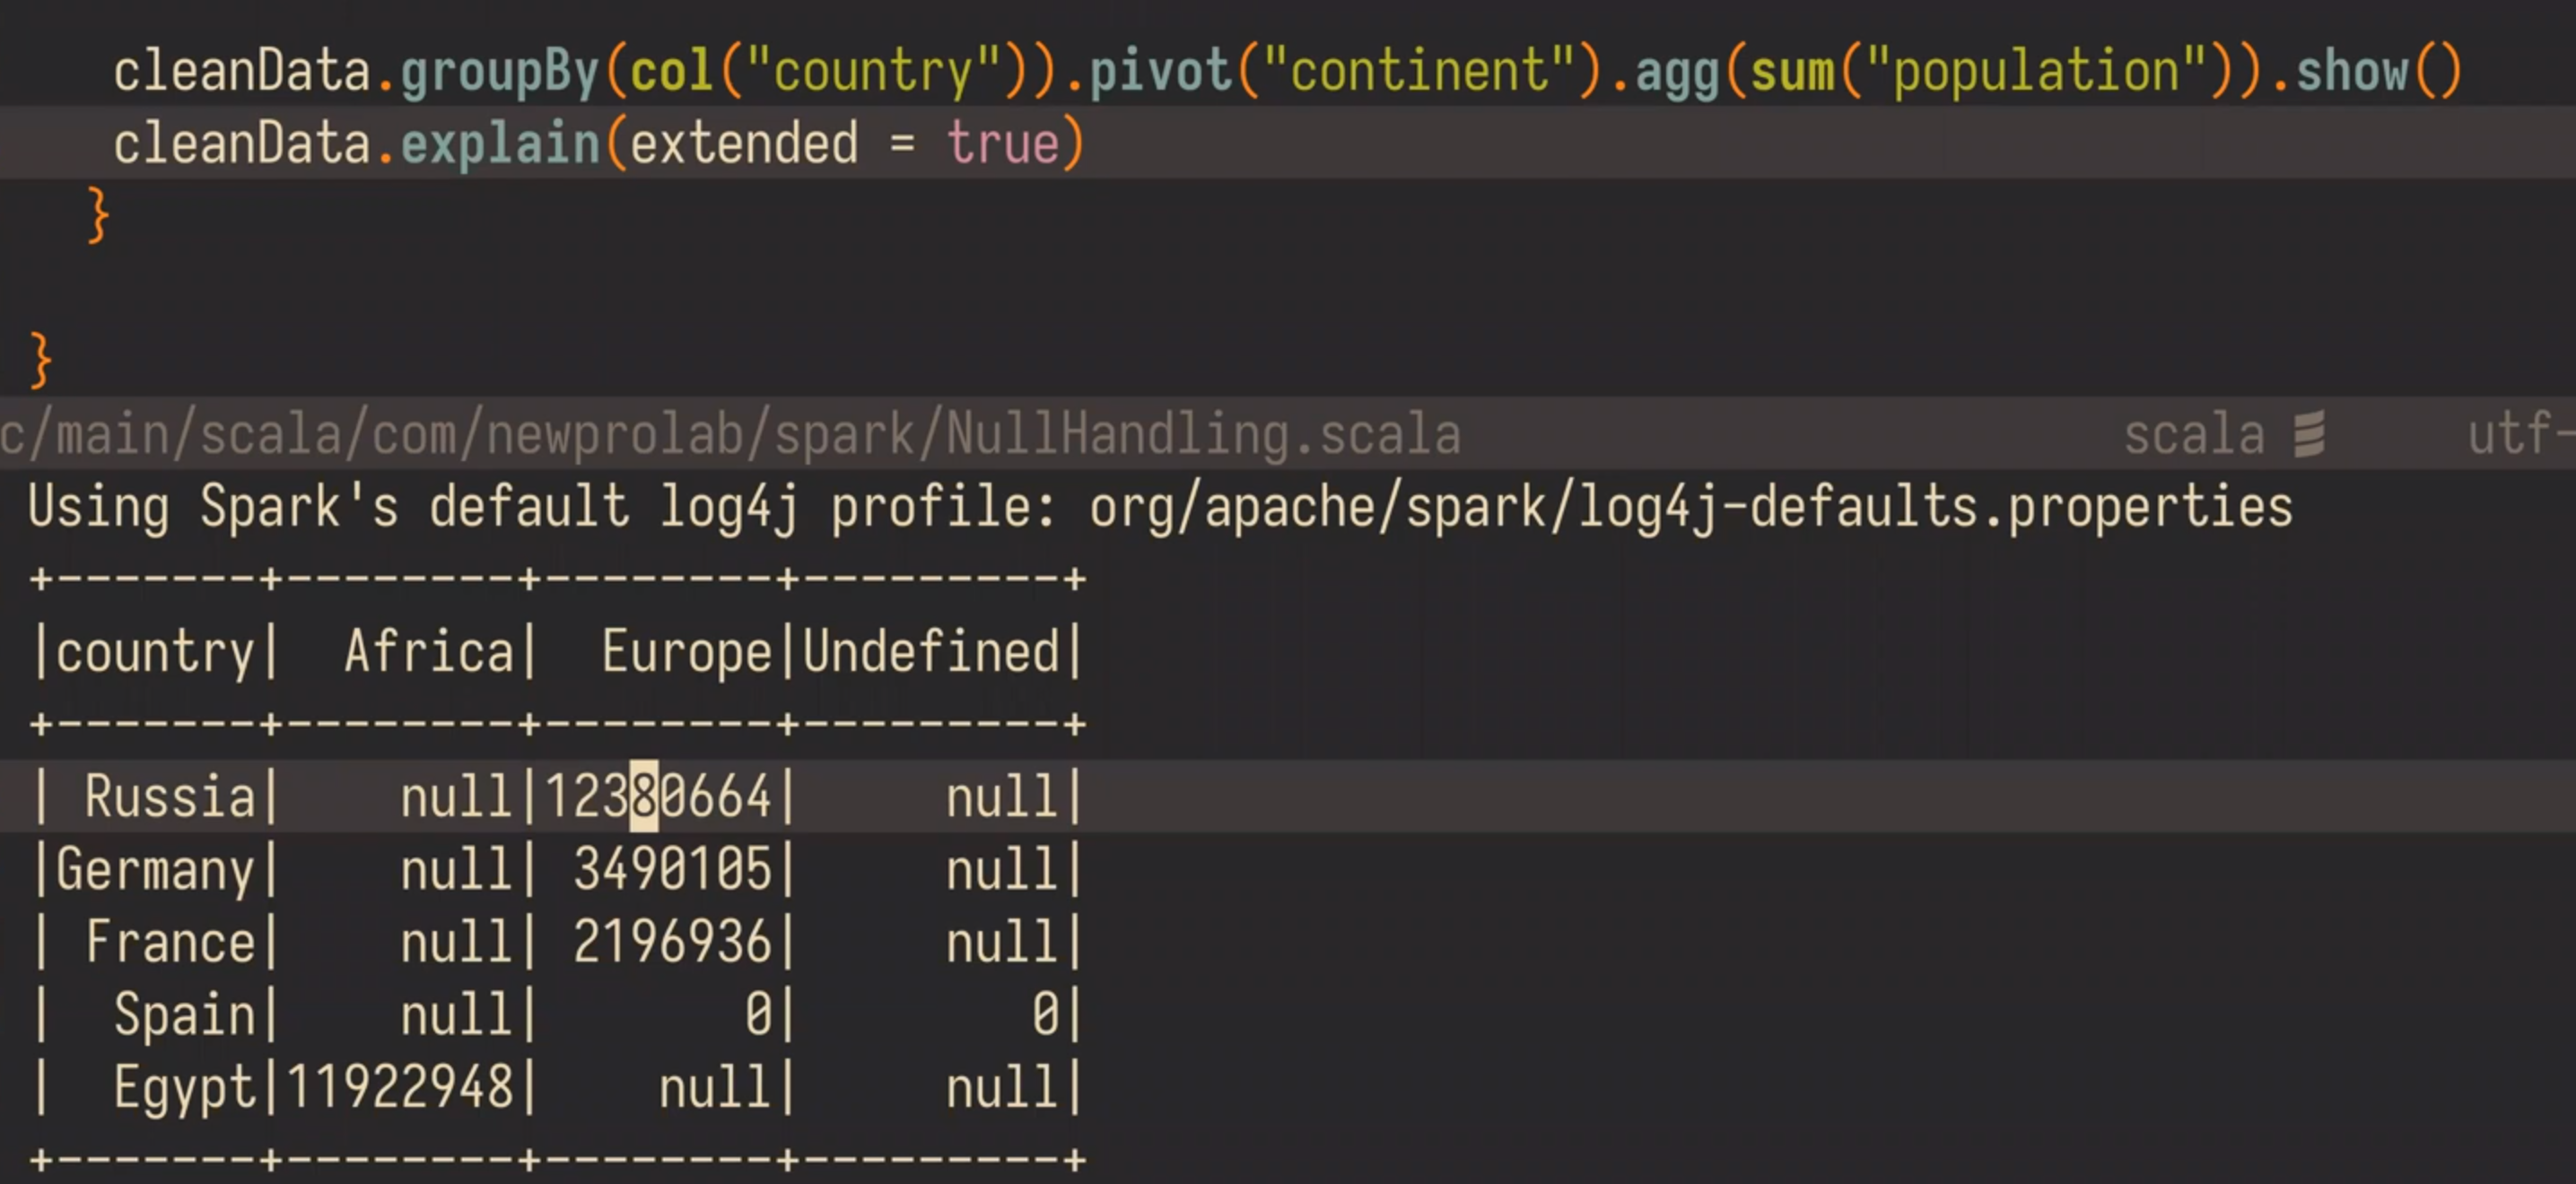 cleanData.groupBy(col("country")).pivot("continent").agg(sum("population")).show()
cleanData.explain(extended = true)
}
}
c/main/scala/com/newprolab/spark/NullHandling.scala scala utf-
Using Spark's default log4j profile: org/apache/spark/log4j-defaults.properties
+-------+--------+--------+---------+
|country|  Africa|  Europe|Undefined|
+-------+--------+--------+---------+
| Russia|    null|12380664|     null|
|Germany|    null| 3490105|     null|
| France|    null| 2196936|     null|
|  Spain|    null|       0|        0|
|  Egypt|11922948|    null|     null|
+-------+--------+--------+---------+